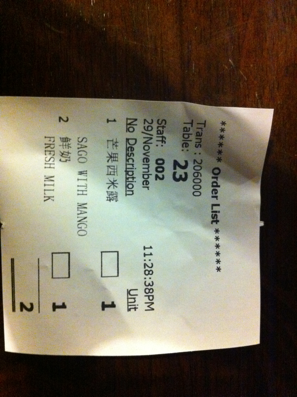 ****** Order List ******
Trans : 206000
Table: 23
Staff: 002
29/November 11:28:38PM
No Description Unit
1 芒果西米露 1
SAGO WITH MANGO
2 鲜奶 1
FRESH MILK
2